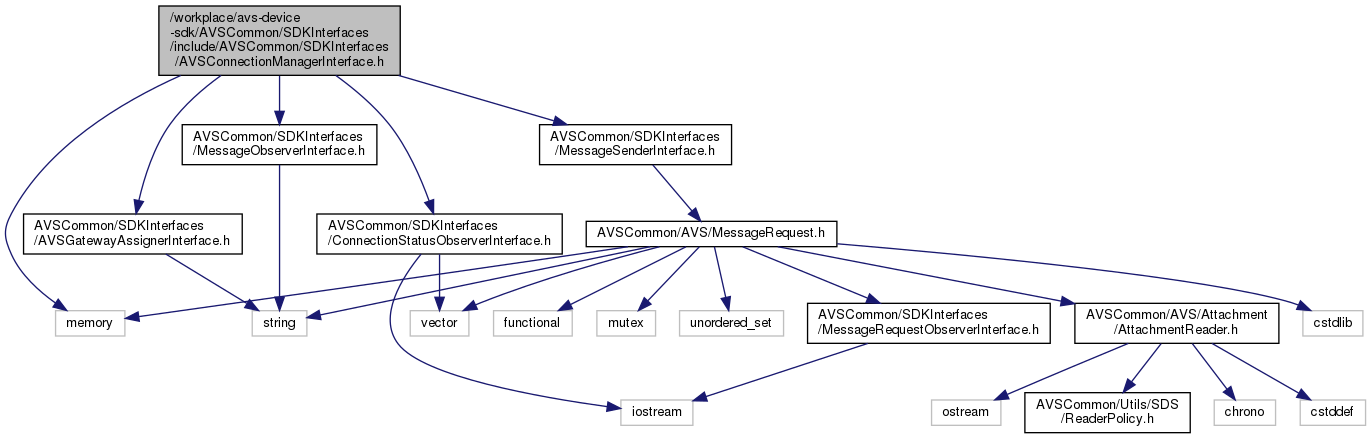 /workplace/avs-device
-sdk/AVSCommon/SDKInterfaces
/include/AVSCommon/SDKInterfaces
/AVSConnectionManagerInterface.h
AVSCommon/SDKInterfaces
/MessageObserverInterface.h
AVSCommon/SDKInterfaces
/MessageSenderInterface.h
AVSCommon/SDKInterfaces
/AVSGatewayAssignerInterface.h
AVSCommon/SDKInterfaces
/ConnectionStatusObserverInterface.h
AVSCommon/AVS/MessageRequest.h
memory
string
vector
functional
mutex
unordered_set
AVSCommon/SDKInterfaces
/MessageRequestObserverInterface.h
AVSCommon/AVS/Attachment
/AttachmentReader.h
cstdlib
iostream
ostream
AVSCommon/Utils/SDS
/ReaderPolicy.h
chrono
cstddef